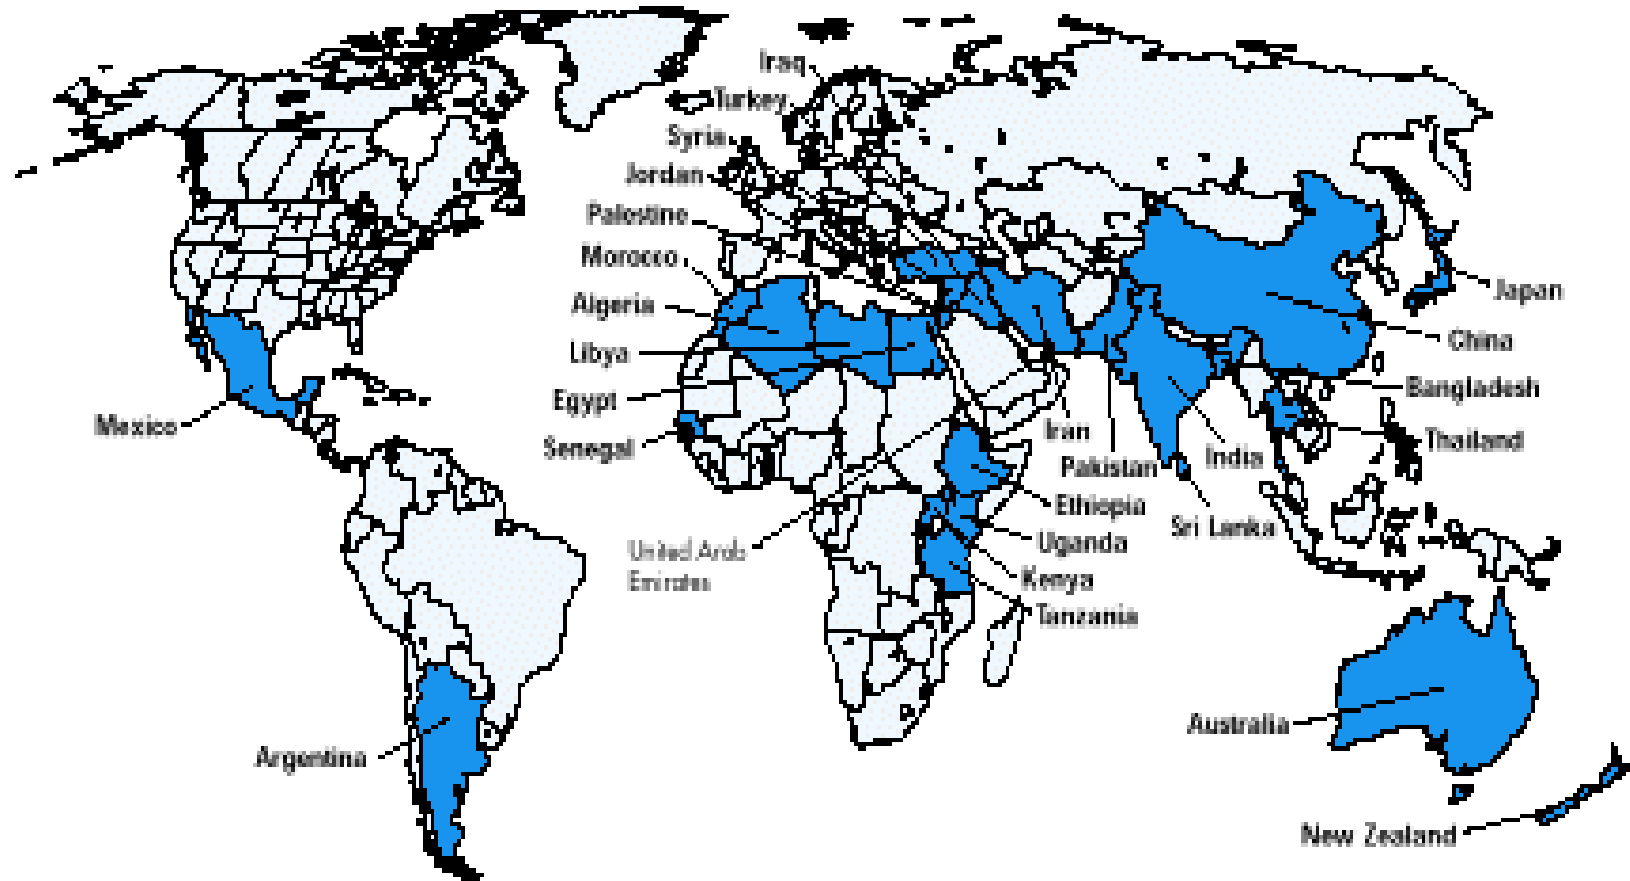 Iraq
Turkey
Syria
Jordan
Palestine
Morocco
Algeria
Libya
Egypt
Senegal
Mexico
United Arab
Emirates
Argentina
Japan
China
Bangladesh
Thailand
Iran
Pakistan
India
Ethiopia
Sri Lanka
Uganda
Kenya
Tanzania
Australia
New Zealand